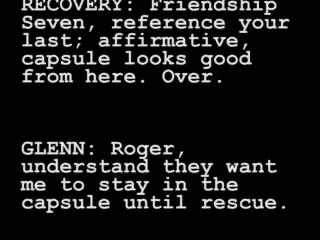 RECOVERY: Friendship
Seven, reference your
last; affirmative,
capsule looks good
from here. Over.
GLENN: Roger,
understand they want
me to stay in the
capsule until rescue.